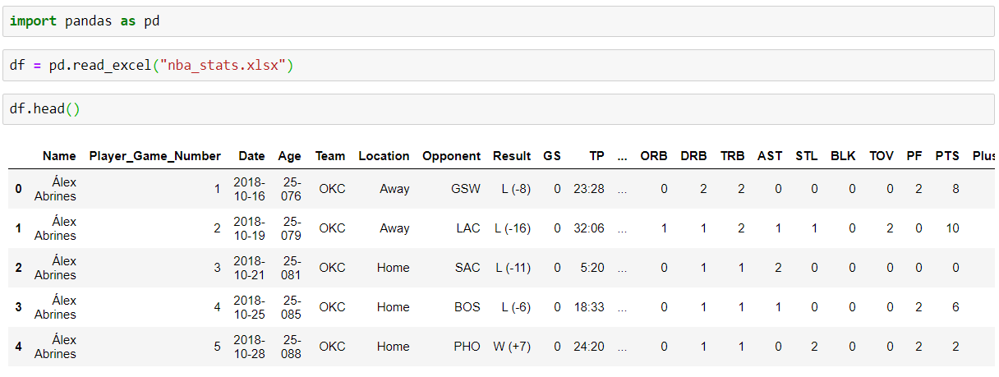 import pandas as pd
df = pd.read_excel("nba_stats.xlsx")
df.head()
Name Player_Game_Number Date Age Team Location Opponent Result GS TP ... ORB DRB TRB AST STL BLK TOV PF PTS Plus
0 Álex Abrines 1 2018-10-16 25-076 OKC Away GSW L (-8) 0 23:28 ... 0 2 2 0 0 0 0 2 8
1 Álex Abrines 2 2018-10-19 25-079 OKC Away LAC L (-16) 0 32:06 ... 1 1 2 1 1 0 2 0 10
2 Álex Abrines 3 2018-10-21 25-081 OKC Home SAC L (-11) 0 5:20 ... 0 1 1 2 0 0 0 0 0
3 Álex Abrines 4 2018-10-25 25-085 OKC Home BOS L (-6) 0 18:33 ... 0 1 1 1 0 0 0 2 6
4 Álex Abrines 5 2018-10-28 25-088 OKC Home PHO W (+7) 0 24:20 ... 0 1 1 0 2 0 0 2 2